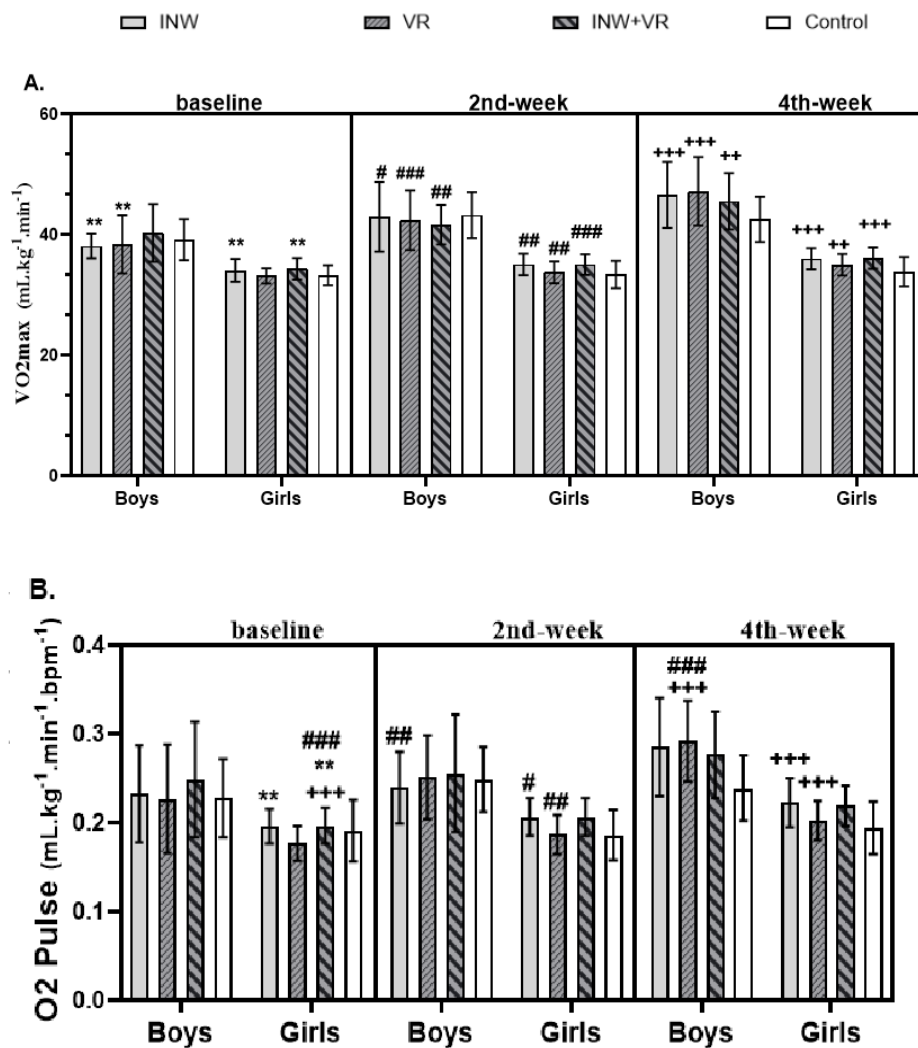 INW VR INW+VR Control
A.
baseline 2nd-week 4th-week
60
40
20
0
VO2max (mL.kg⁻¹.min⁻¹)
** ** ** **
# ### ## ## ## ###
+++ +++ ++ +++ ++ +++
Boys Girls Boys Girls Boys Girls
B.
baseline 2nd-week 4th-week
0.4
0.3
0.2
0.1
0.0
O2 Pulse (mL.kg⁻¹.min⁻¹.bpm⁻¹)
###
** **
+++
## # ##
###
+++ +++ +++
Boys Girls Boys Girls Boys Girls